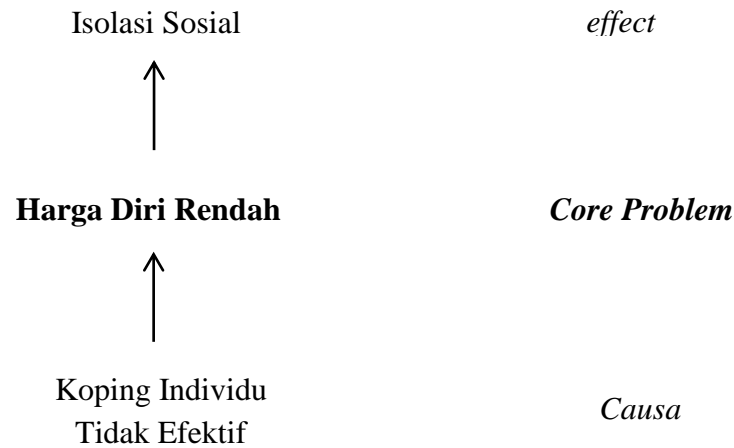 Isolasi Sosial effect
Harga Diri Rendah Core Problem
Koping Individu
Tidak Efektif
Causa